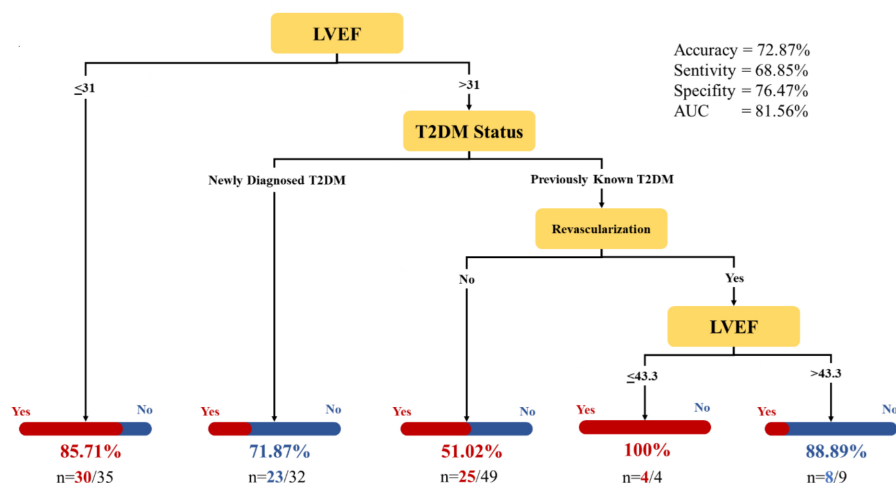 LVEF
Accuracy = 72.87%
Sentivity = 68.85%
Specifity = 76.47%
AUC = 81.56%
≤31
>31
T2DM Status
Newly Diagnosed T2DM
Previously Known T2DM
Revascularization
No
Yes
LVEF
≤43.3
>43.3
Yes No Yes No Yes No Yes No Yes No
85.71% 71.87% 51.02% 100% 88.89%
n=30/35 n=23/32 n=25/49 n=4/4 n=8/9